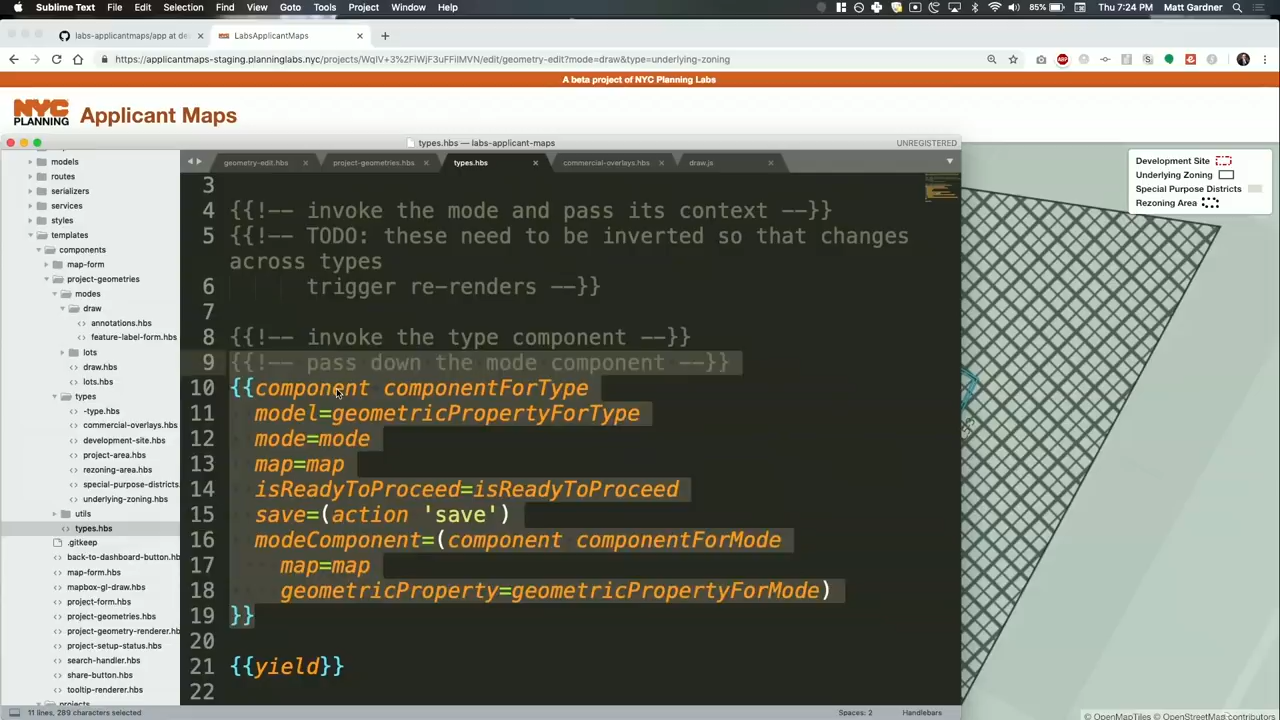 Sublime Text File Edit Selection Find View Goto Tools Project Window Help
85% Thu 7:24 PM Matt Gardner
labs-applicantmaps/app at de
LabsApplicantMaps
https://applicantmaps-staging.planninglabs.nyc/projects/WqIV+3%2FiWjF3uFFiIMVN/edit/geometry-edit?mode=draw&type=underlying-zoning
A beta project of NYC Planning Labs
NYC PLANNING Applicant Maps
types.hbs — labs-applicant-maps
UNREGISTERED
geometry-edit.hbs project-geometries.hbs types.hbs commercial-overlays.hbs draw.js
models
routes
serializers
services
styles
templates
components
map-form
project-geometries
modes
draw
annotations.hbs
feature-label-form.hbs
lots
draw.hbs
lots.hbs
types
-type.hbs
commercial-overlays.hbs
development-site.hbs
project-area.hbs
rezoning-area.hbs
special-purpose-districts.
underlying-zoning.hbs
utils
types.hbs
.gitkeep
back-to-dashboard-button.hb
map-form.hbs
mapbox-gl-draw.hbs
project-form.hbs
project-geometries.hbs
project-geometry-renderer.hb
project-setup-status.hbs
search-handler.hbs
share-button.hbs
tooltip-renderer.hbs
projects
3
4 {{!-- invoke the mode and pass its context --}}
5 {{!-- TODO: these need to be inverted so that changes
across types
6 trigger re-renders --}}
7
8 {{!-- invoke the type component --}}
9 {{!-- pass down the mode component --}}
10 {{component componentForType
11 model=geometricPropertyForType
12 mode=mode
13 map=map
14 isReadyToProceed=isReadyToProceed
15 save=(action 'save')
16 modeComponent=(component componentForMode
17 map=map
18 geometricProperty=geometricPropertyForMode)
19 }}
20
21 {{yield}}
22
Development Site
Underlying Zoning
Special Purpose Districts
Rezoning Area
11 lines, 289 characters selected
Spaces: 2 Handlebars
© OpenMapTiles © OpenStreetMap contributors